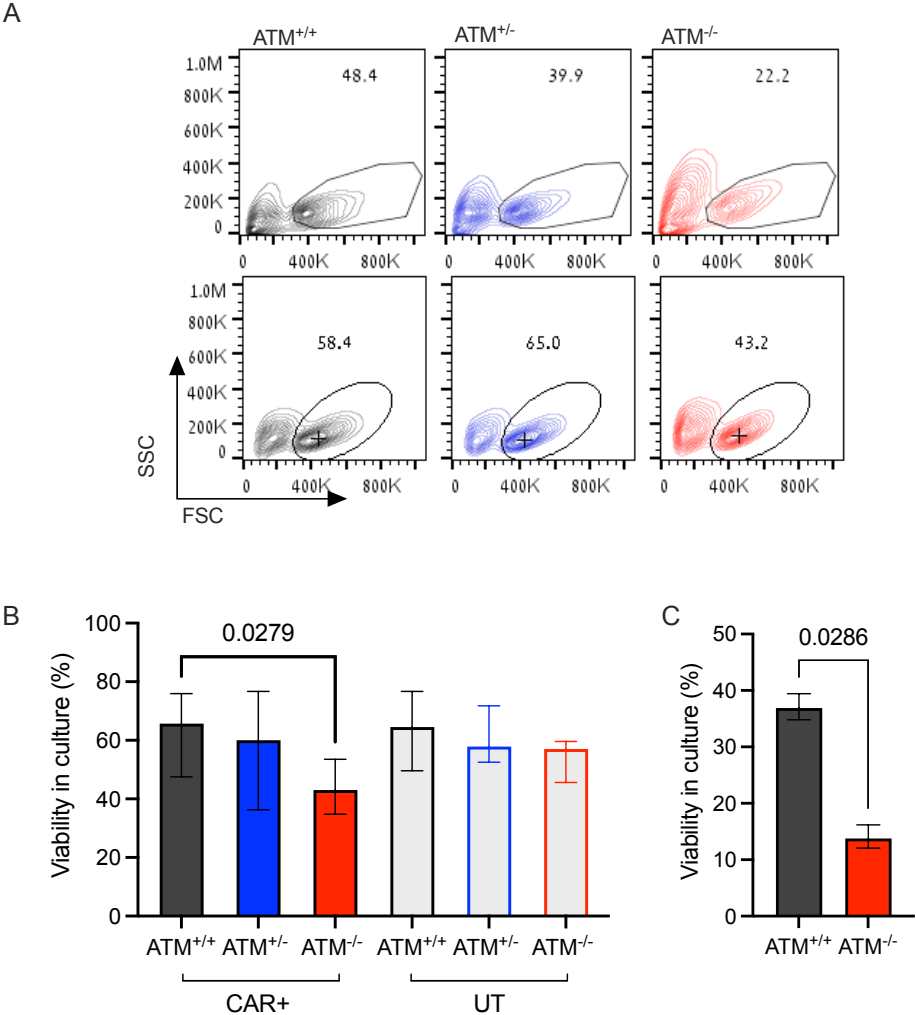 A
ATM+/+ ATM+/- ATM-/-
1.0M 48.4 39.9 22.2
800K
600K
400K
200K
0
0 400K 800K 0 400K 800K 0 400K 800K
1.0M
800K
58.4 65.0 43.2
600K
400K
200K
0
0 400K 800K 0 400K 800K 0 400K 800K
SSC
FSC
B
Viability in culture (%)
100
80
60
40
20
0
0.0279
ATM+/+ ATM+/- ATM-/- ATM+/+ ATM+/- ATM-/-
CAR+ UT
C
Viability in culture (%)
50
40
30
20
10
0
0.0286
ATM+/+ ATM-/-